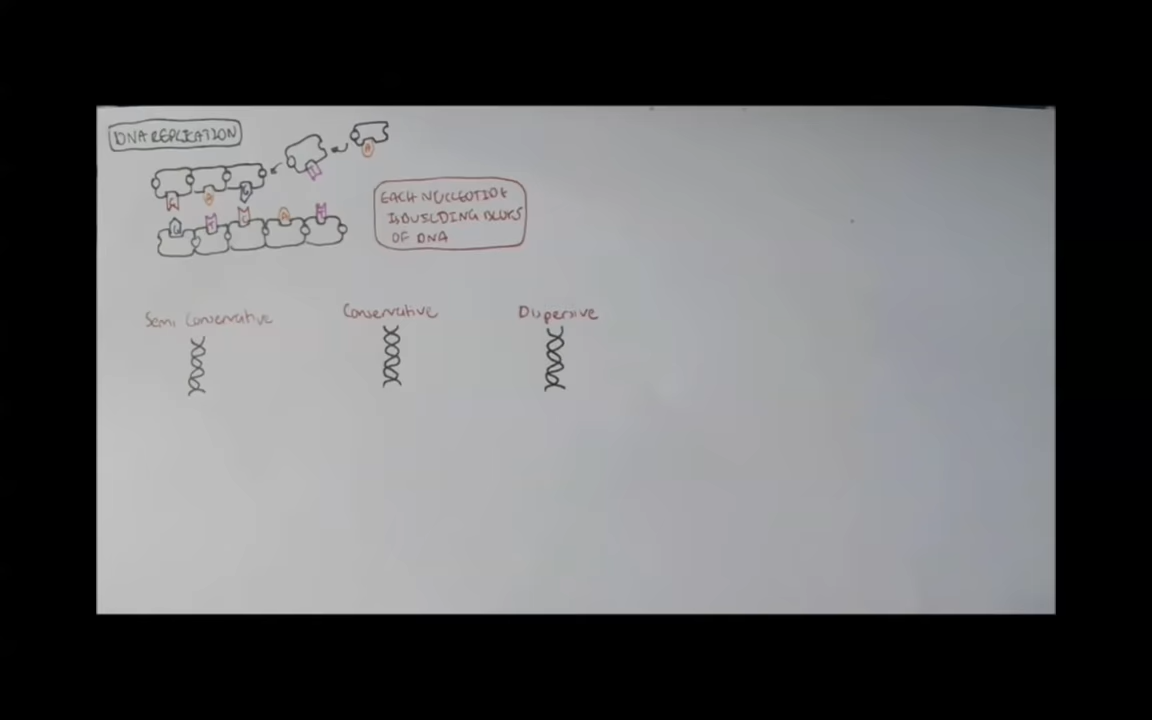 DNA REPLICATION
A
T
C A G
G T C A T
EACH NUCLEOTIDE
IS BUILDING BLOCKS
OF DNA
Semi Conservative
Conservative
Dispersive